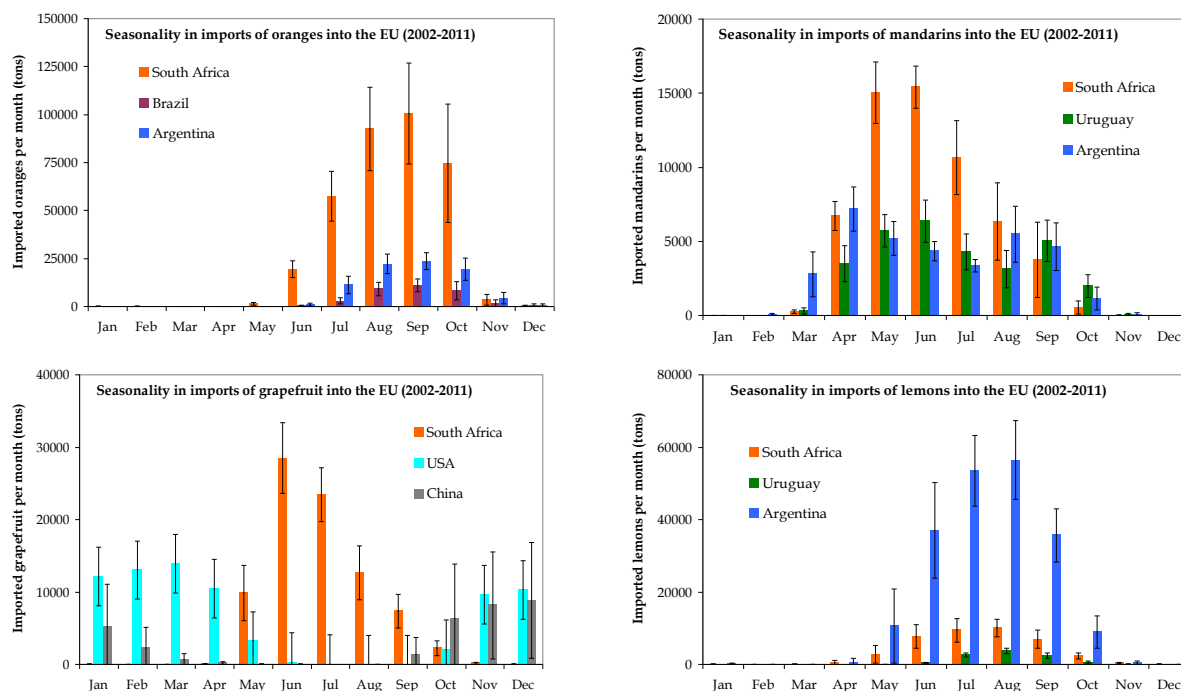 Seasonality in imports of oranges into the EU (2002-2011)
Imported oranges per month (tons)
150000
125000
100000
75000
50000
25000
0
South Africa
Brazil
Argentina
Jan Feb Mar Apr May Jun Jul Aug Sep Oct Nov Dec
Seasonality in imports of mandarins into the EU (2002-2011)
Imported mandarins per month (tons)
20000
15000
10000
5000
0
South Africa
Uruguay
Argentina
Jan Feb Mar Apr May Jun Jul Aug Sep Oct Nov Dec
Seasonality in imports of grapefruit into the EU (2002-2011)
Imported grapefruit per month (tons)
40000
30000
20000
10000
0
South Africa
USA
China
Jan Feb Mar Apr May Jun Jul Aug Sep Oct Nov Dec
Seasonality in imports of lemons into the EU (2002-2011)
Imported lemons per month (tons)
80000
60000
40000
20000
0
South Africa
Uruguay
Argentina
Jan Feb Mar Apr May Jun Jul Aug Sep Oct Nov Dec